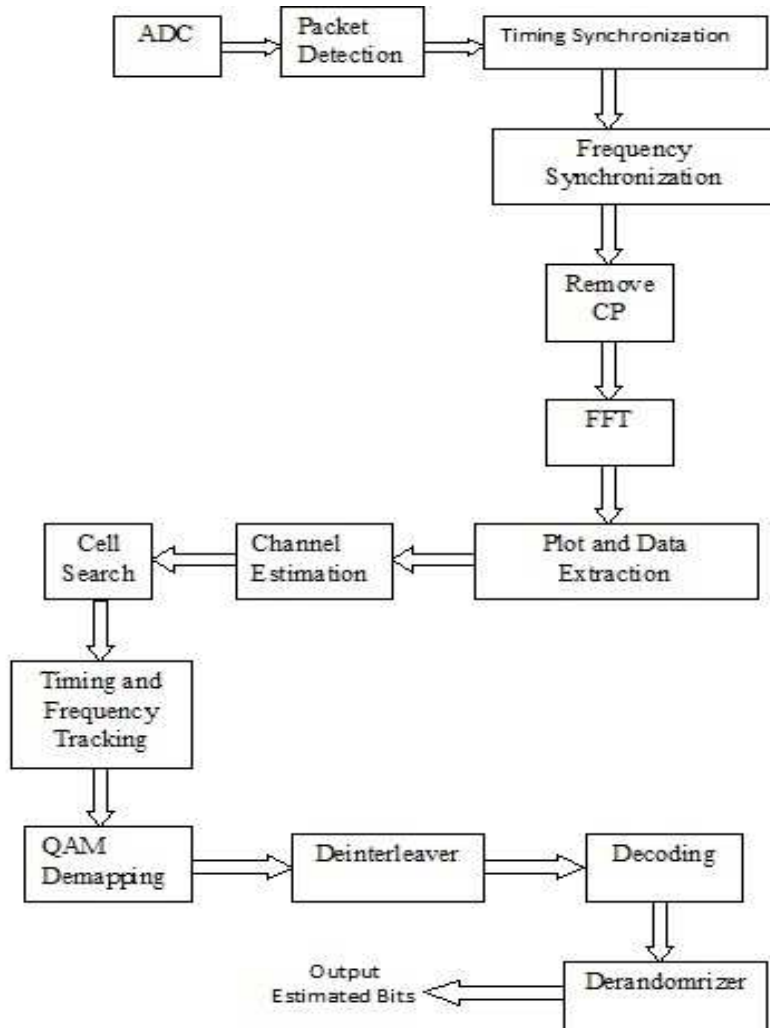 ADC
Packet
Detection
Timing Synchronization
Frequency
Synchronization
Remove
CP
FFT
Plot and Data
Extraction
Channel
Estimation
Cell
Search
Timing and
Frequency
Tracking
QAM
Demapping
Deinterleaver
Decoding
Derandomrizer
Output
Estimated Bits